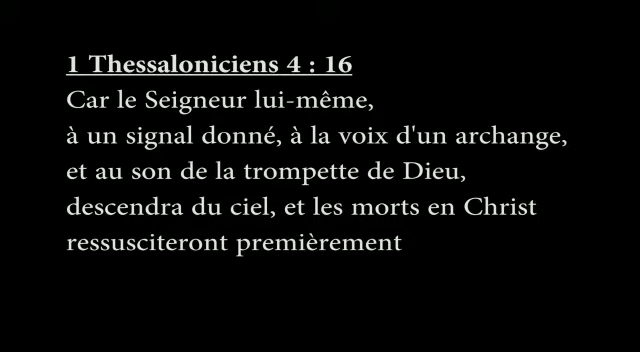 1 Thessaloniciens 4 : 16
Car le Seigneur lui-même,
à un signal donné, à la voix d'un archange,
et au son de la trompette de Dieu,
descendra du ciel, et les morts en Christ
ressusciteront premièrement